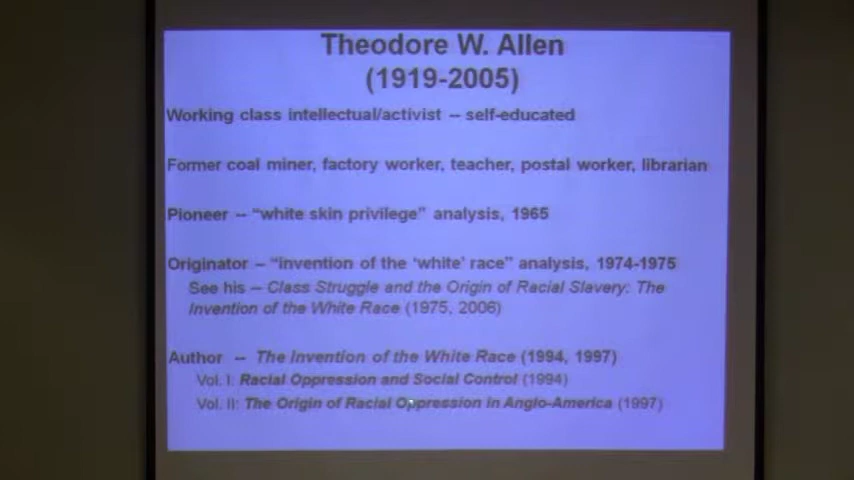 Theodore W. Allen
(1919-2005)
Working class intellectual/activist -- self-educated
Former coal miner, factory worker, teacher, postal worker, librarian
Pioneer -- "white skin privilege" analysis, 1965
Originator -- "invention of the 'white' race" analysis, 1974-1975
See his -- Class Struggle and the Origin of Racial Slavery: The
Invention of the White Race (1975, 2006)
Author -- The Invention of the White Race (1994, 1997)
Vol. I: Racial Oppression and Social Control (1994)
Vol. II: The Origin of Racial Oppression in Anglo-America (1997)